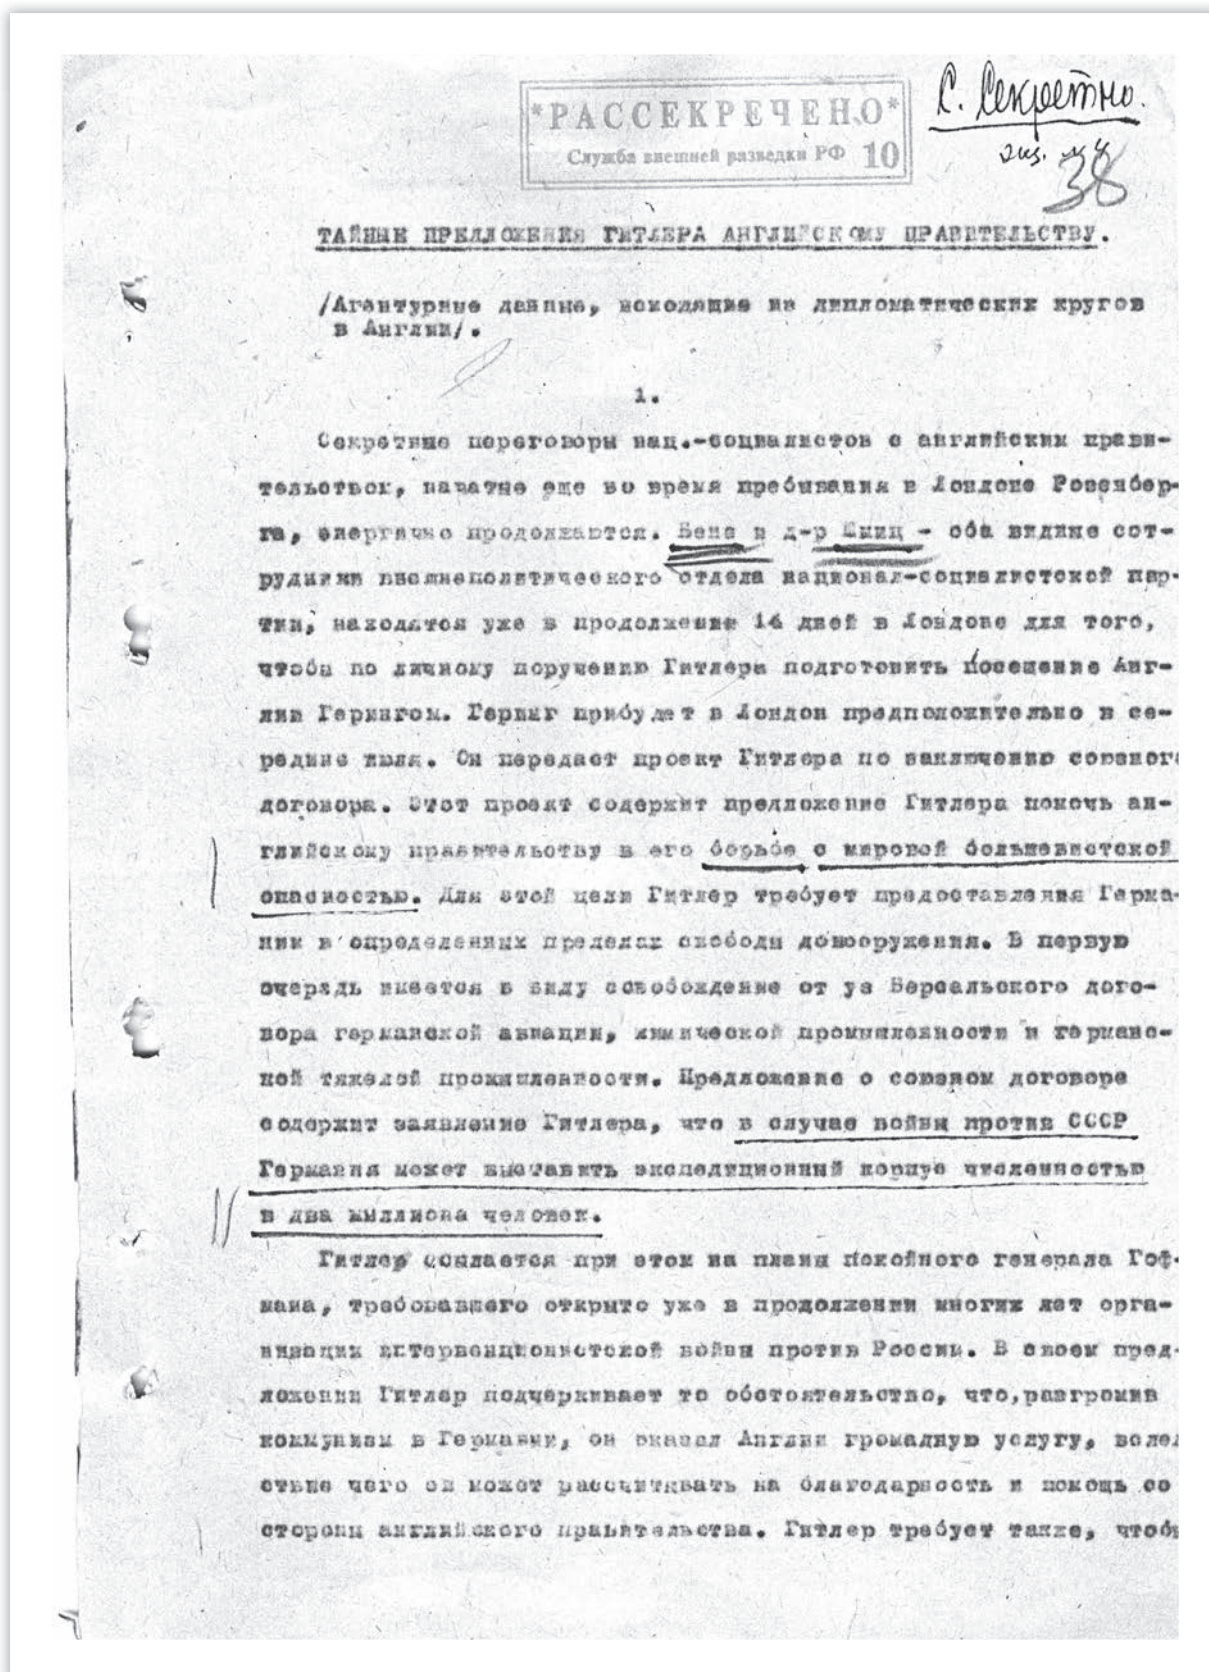 *РАССЕКРЕЧЕНО*
Служба внешней разведки РФ 10
С. Секретно.
экз. №
38
ТАЙНЫЕ ПРЕДЛОЖЕНИЯ ГИТЛЕРА АНГЛИЙСКОМУ ПРАВИТЕЛЬСТВУ.
/Агентурные данные, исходящие из дипломатических кругов
в Англии/.
1.
Секретные переговоры нац.-социалистов с английским прави-
тельством, начатые еще во время пребывания в Лондоне Розенбер-
га, энергично продолжаются. Бене и д-р Шмиц - оба видные сот-
рудники внешнеполитического отдела национал-социалистской пар-
тии, находятся уже в продолжение 14 дней в Лондоне для того,
чтобы по личному поручению Гитлера подготовить посещение Анг-
лии Герингом. Геринг прибудет в Лондон предположительно в се-
редине июля. Он передаст проект Гитлера по заключению союзного
договора. Этот проект содержит предложение Гитлера помочь ан-
глийскому правительству в его борьбе с мировой большевистской
опасностью. Для этой цели Гитлер требует предоставления Герма-
нии в определенных пределах свободы довооружения. В первую
очередь имеется в виду освобождение от уз Версальского дого-
вора германской авиации, химической промышленности и германс-
кой тяжелой промышленности. Предложение о союзном договоре
содержит заявление Гитлера, что в случае войны против СССР
Германия может выставить экспедиционный корпус численностью
в два миллиона человек.
Гитлер ссылается при этом на планы покойного генерала Гоф-
мана, требовавшего открыто уже в продолжении многих лет орга-
низации интервенционистской войны против России. В своем пред-
ложении Гитлер подчеркивает то обстоятельство, что,разгромив
коммунизм в Германии, он оказал Англии громадную услугу, вслед
ствие чего он может рассчитывать на благодарность и помощь со
стороны английского правительства. Гитлер требует также, чтобы